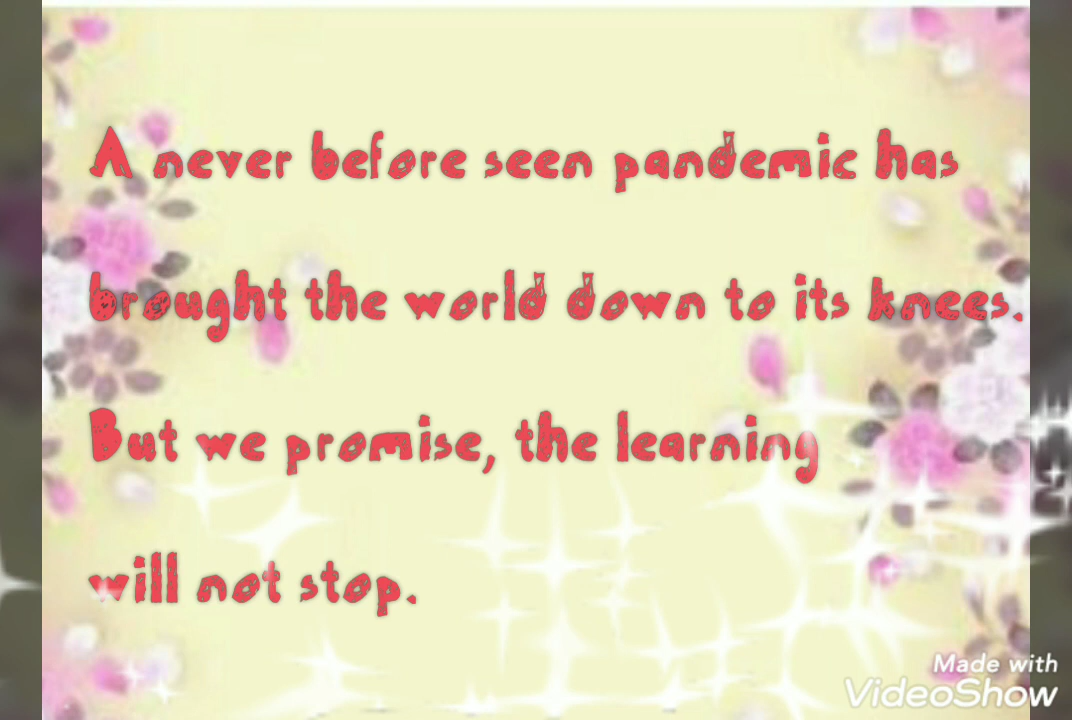 A never before seen pandemic has
brought the world down to its knees.
But we promise, the learning
will not stop.
Made with
VideoShow